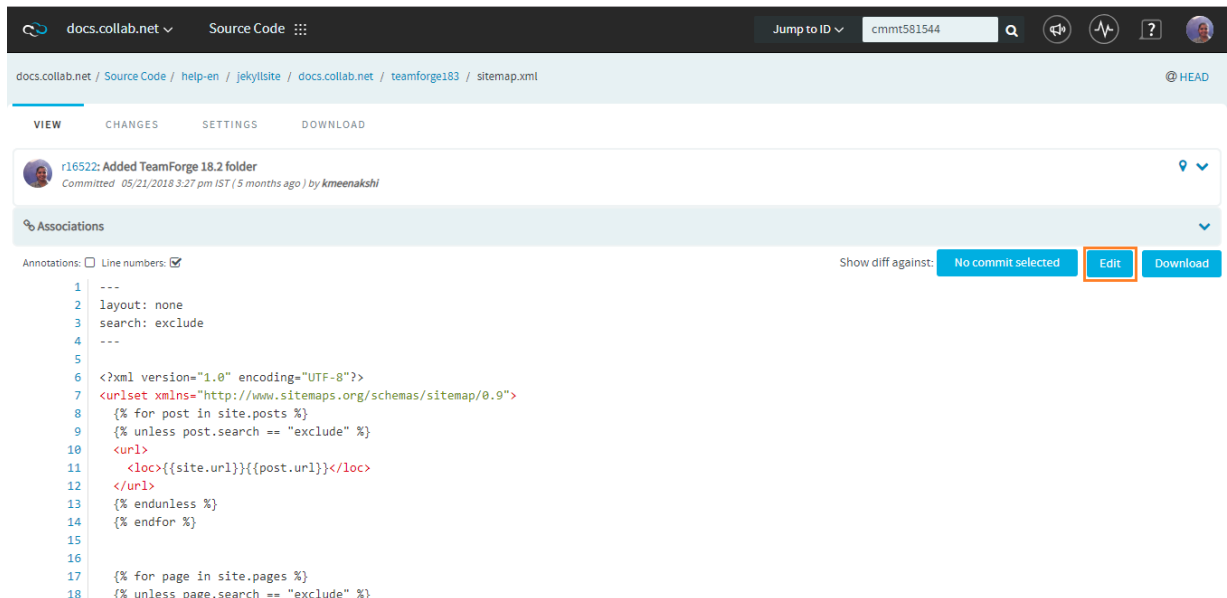 docs.collab.net Source Code Jump to ID cmmt581544 ?
docs.collab.net / Source Code / help-en / jekyllsite / docs.collab.net / teamforge183 / sitemap.xml @ HEAD
VIEW CHANGES SETTINGS DOWNLOAD
r16522: Added TeamForge 18.2 folder
Committed 05/21/2018 3:27 pm IST ( 5 months ago ) by kmeenakshi
Associations
Annotations: Line numbers: Show diff against: No commit selected Edit Download
1 ---
2 layout: none
3 search: exclude
4 ---
5
6 <?xml version="1.0" encoding="UTF-8"?>
7 <urlset xmlns="http://www.sitemaps.org/schemas/sitemap/0.9">
8 {% for post in site.posts %}
9 {% unless post.search == "exclude" %}
10 <url>
11 <loc>{{site.url}}{{post.url}}</loc>
12 </url>
13 {% endunless %}
14 {% endfor %}
15
16
17 {% for page in site.pages %}
18 {% unless page.search == "exclude" %}